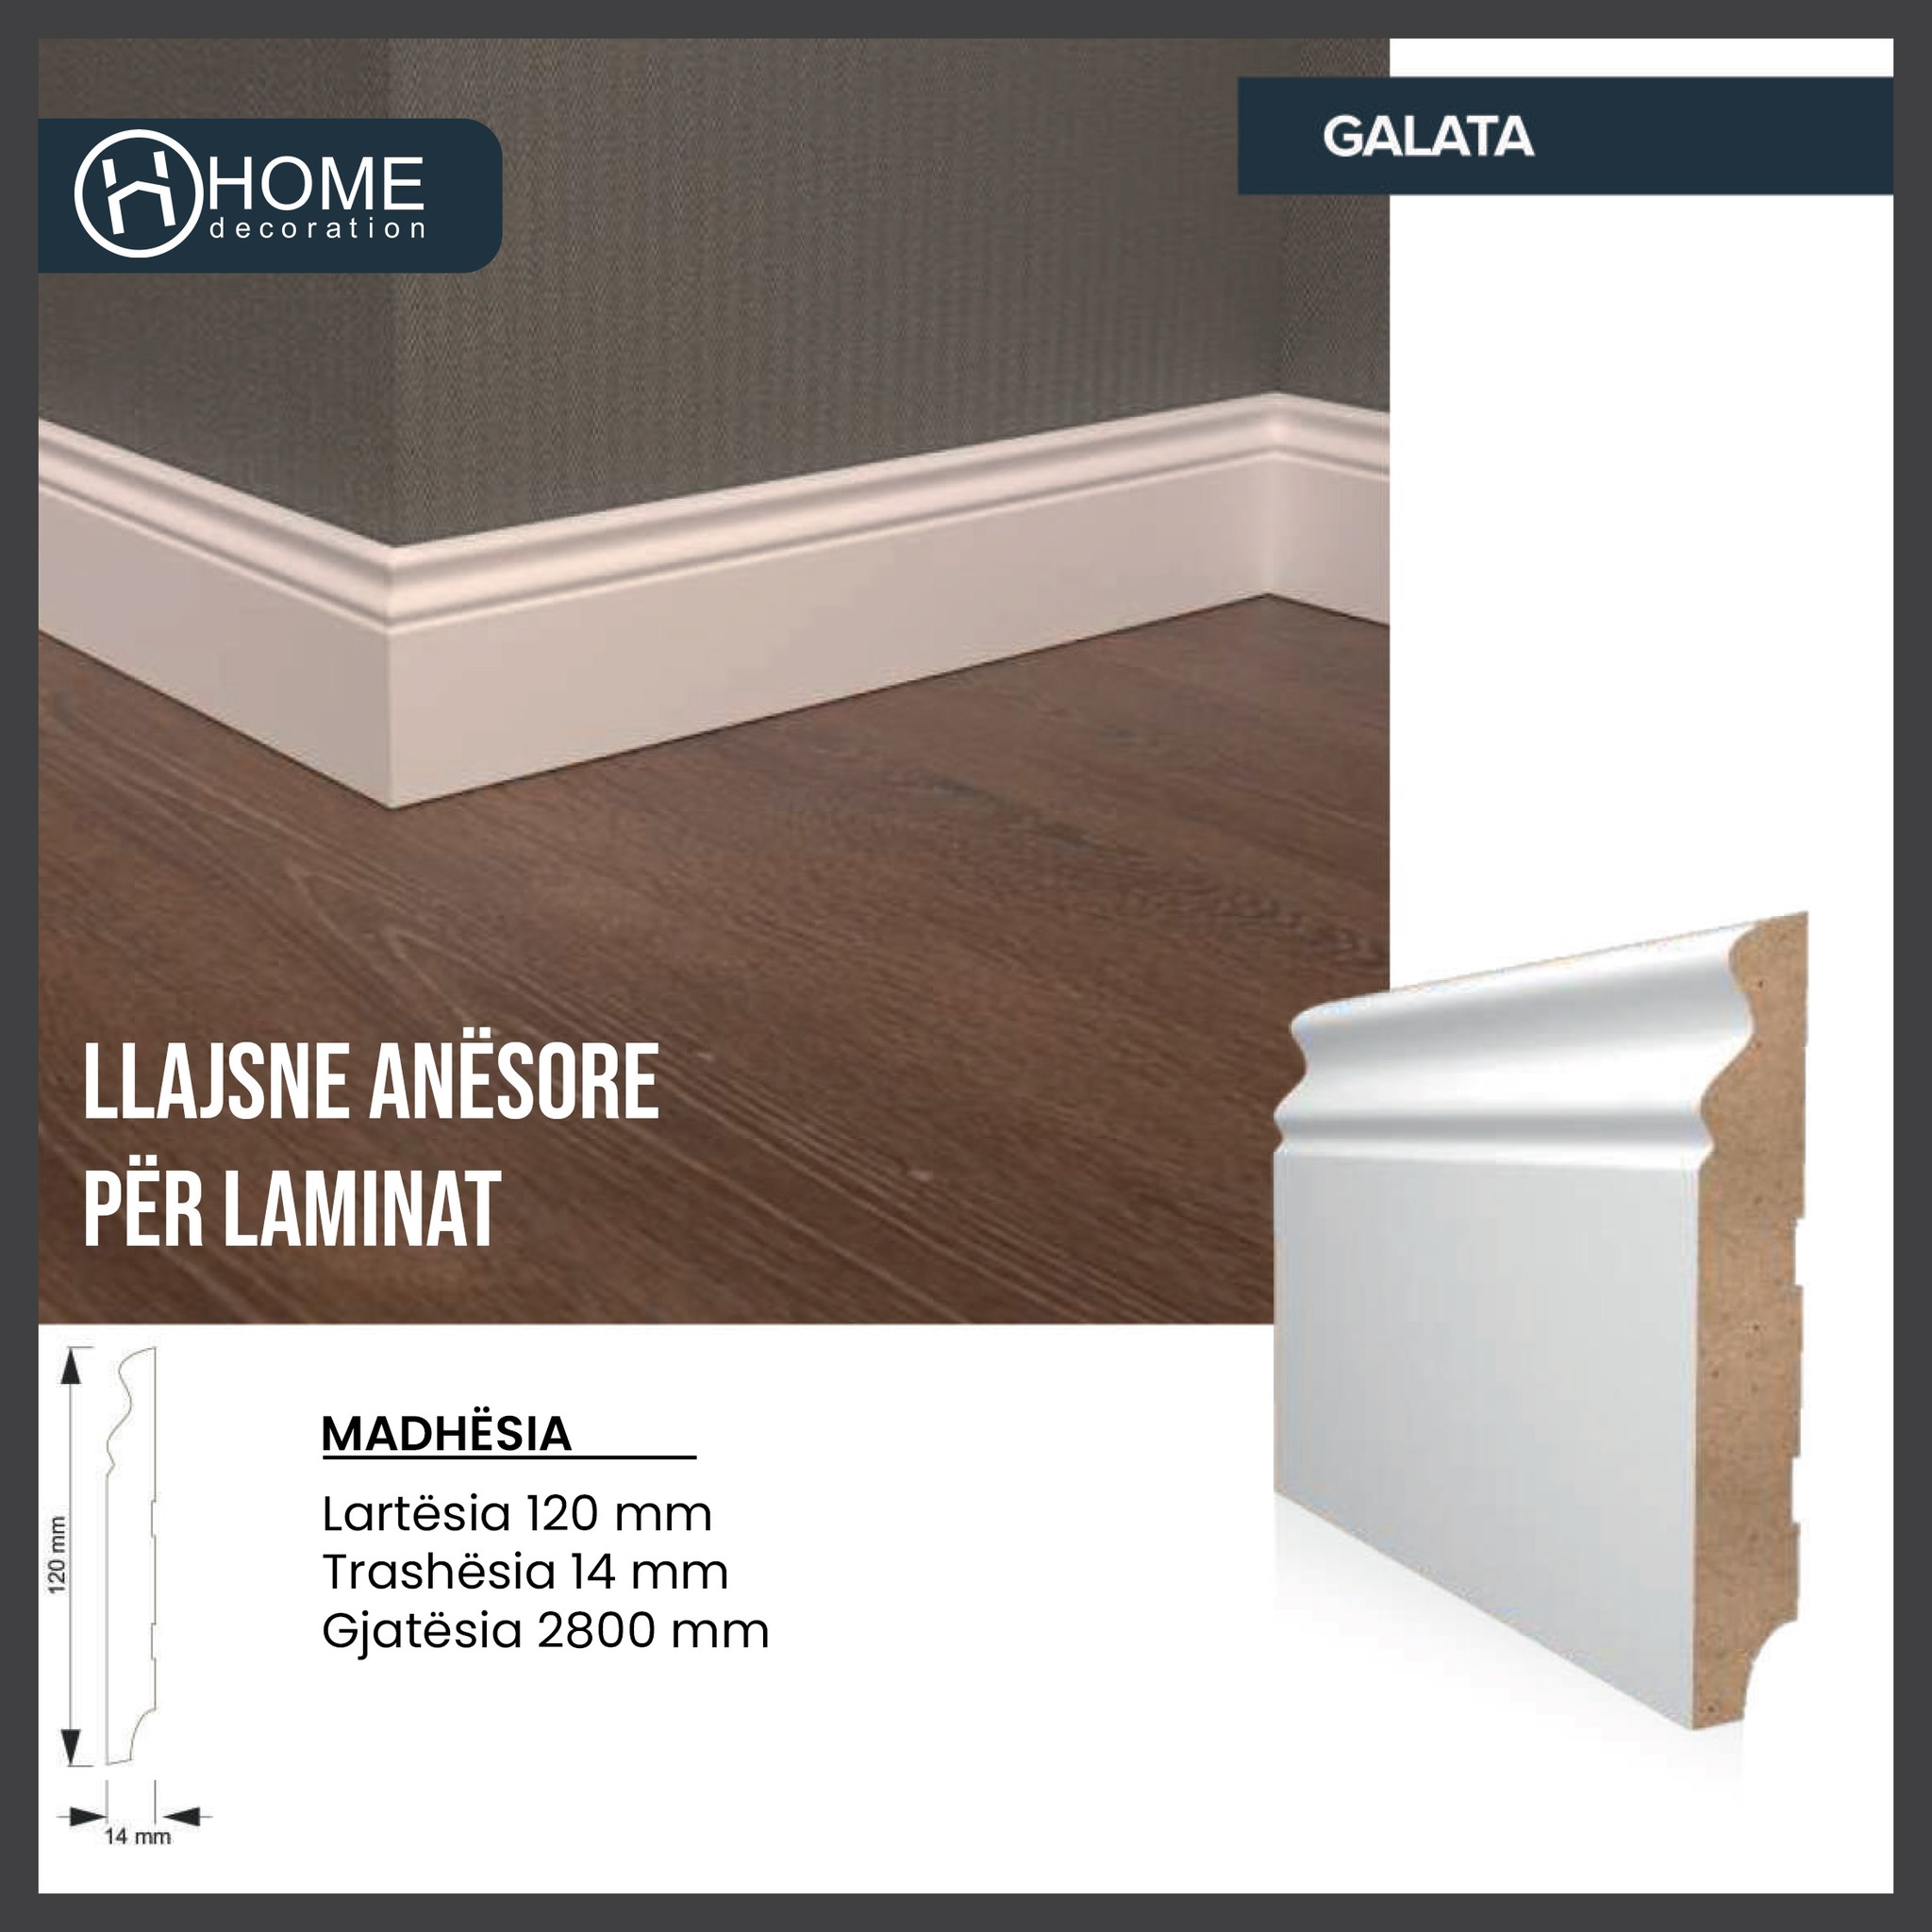 HOME
decoration
GALATA
LLAJSNE ANËSORE
PËR LAMINAT
MADHËSIA
Lartësia 120 mm
Trashësia 14 mm
Gjatësia 2800 mm
120 mm
14 mm